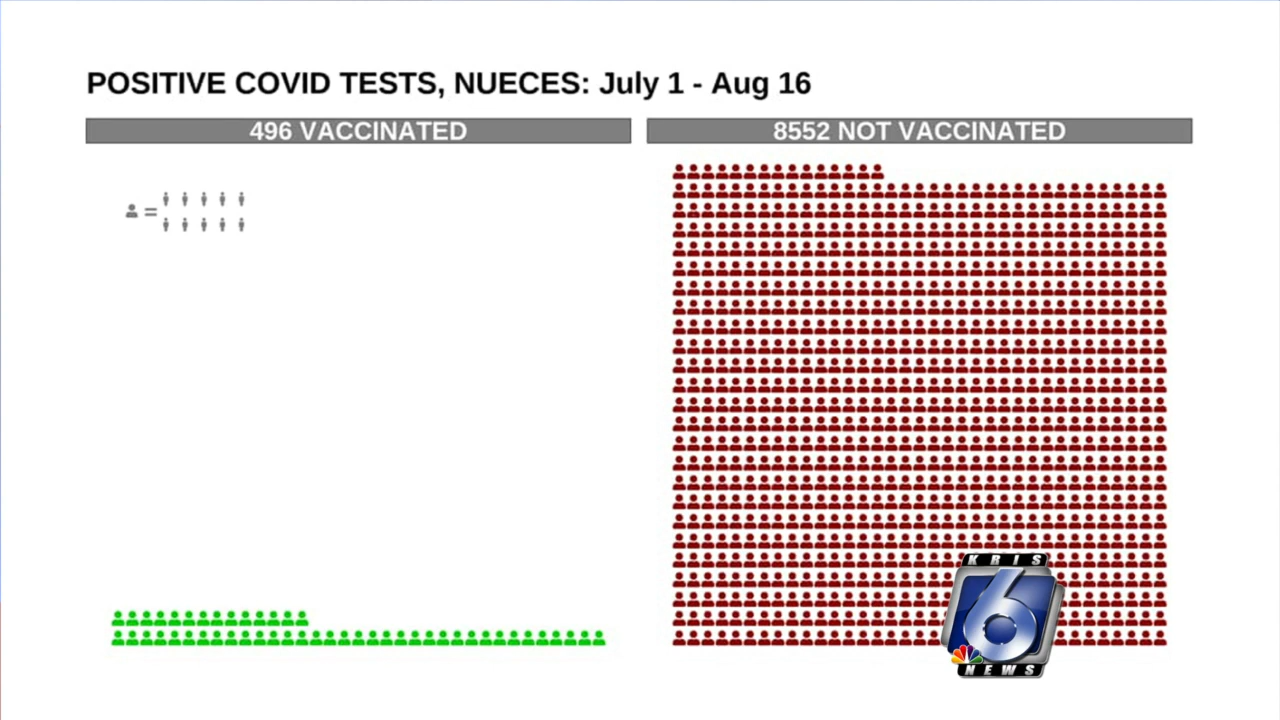 POSITIVE COVID TESTS, NUECES: July 1 - Aug 16
496 VACCINATED
8552 NOT VACCINATED
=
KRIS
6
NEWS